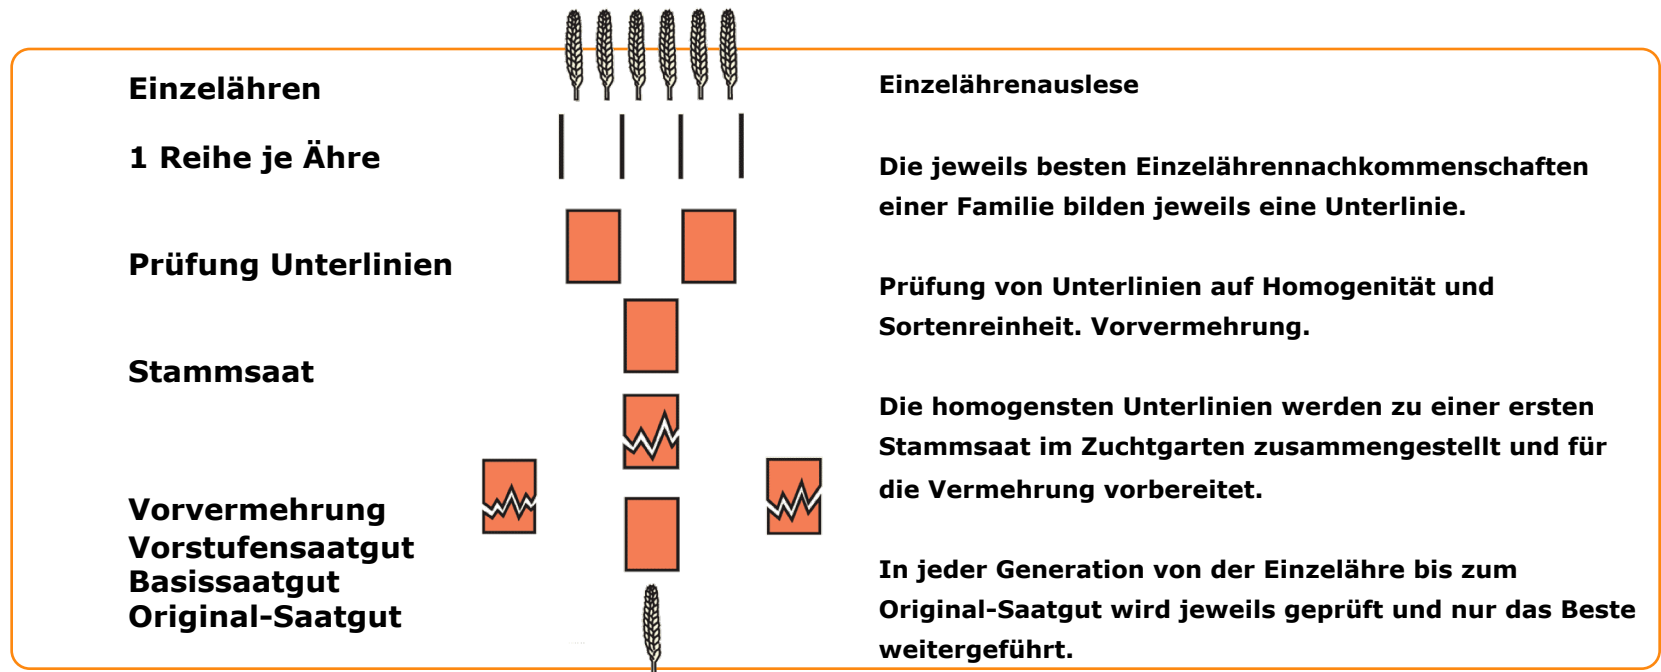 Einzelähren
1 Reihe je Ähre
Prüfung Unterlinien
Stammsaat
Vorvermehrung
Vorstufensaatgut
Basissaatgut
Original-Saatgut
Einzelährenauslese
Die jeweils besten Einzelährennachkommenschaften
einer Familie bilden jeweils eine Unterlinie.
Prüfung von Unterlinien auf Homogenität und
Sortenreinheit. Vorvermehrung.
Die homogensten Unterlinien werden zu einer ersten
Stammsaat im Zuchtgarten zusammengestellt und für
die Vermehrung vorbereitet.
In jeder Generation von der Einzelähre bis zum
Original-Saatgut wird jeweils geprüft und nur das Beste
weitergeführt.